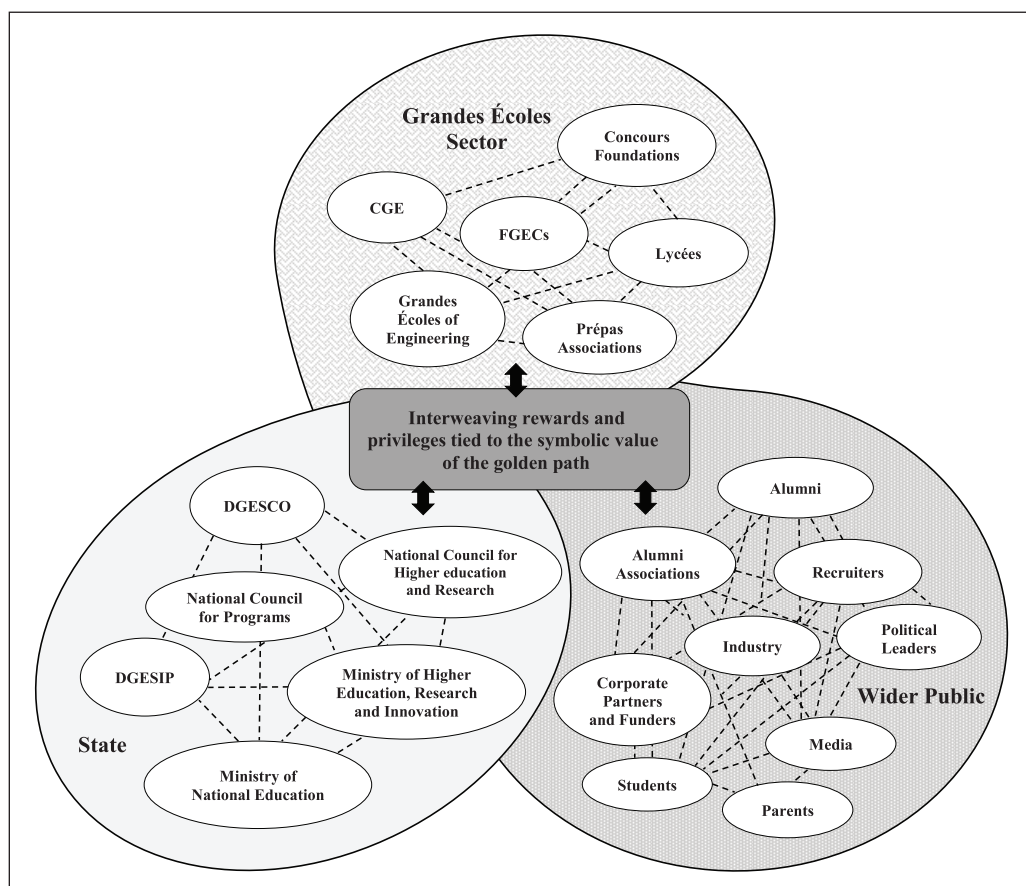 Grandes Écoles
Sector
Concours
Foundations
CGE
FGECs
Lycées
Grandes
Écoles of
Engineering
Prépas
Associations
Interweaving rewards and
privileges tied to the symbolic value
of the golden path
DGESCO
National Council for
Higher education
and Research
National Council
for Programs
DGESIP
Ministry of Higher
Education, Research
and Innovation
State
Ministry of
National Education
Alumni
Alumni
Associations
Recruiters
Industry
Political
Leaders
Corporate
Partners
and Funders
Wider Public
Media
Students
Parents